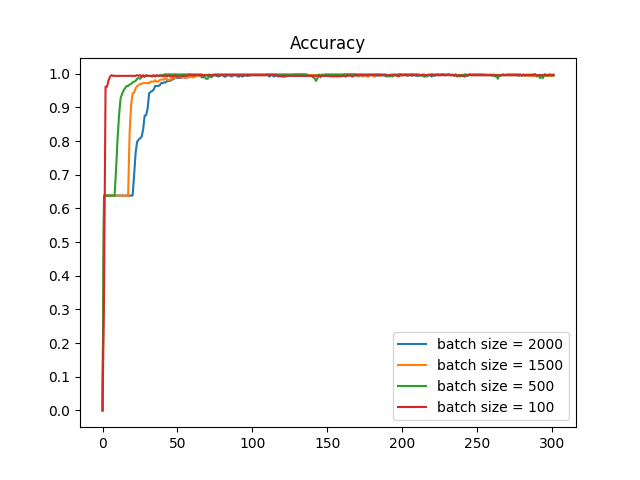 Accuracy
1.0
0.9
0.8
0.7
0.6
0.5
0.4
0.3
0.2
0.1
0.0
batch size = 2000
batch size = 1500
batch size = 500
batch size = 100
0 50 100 150 200 250 300